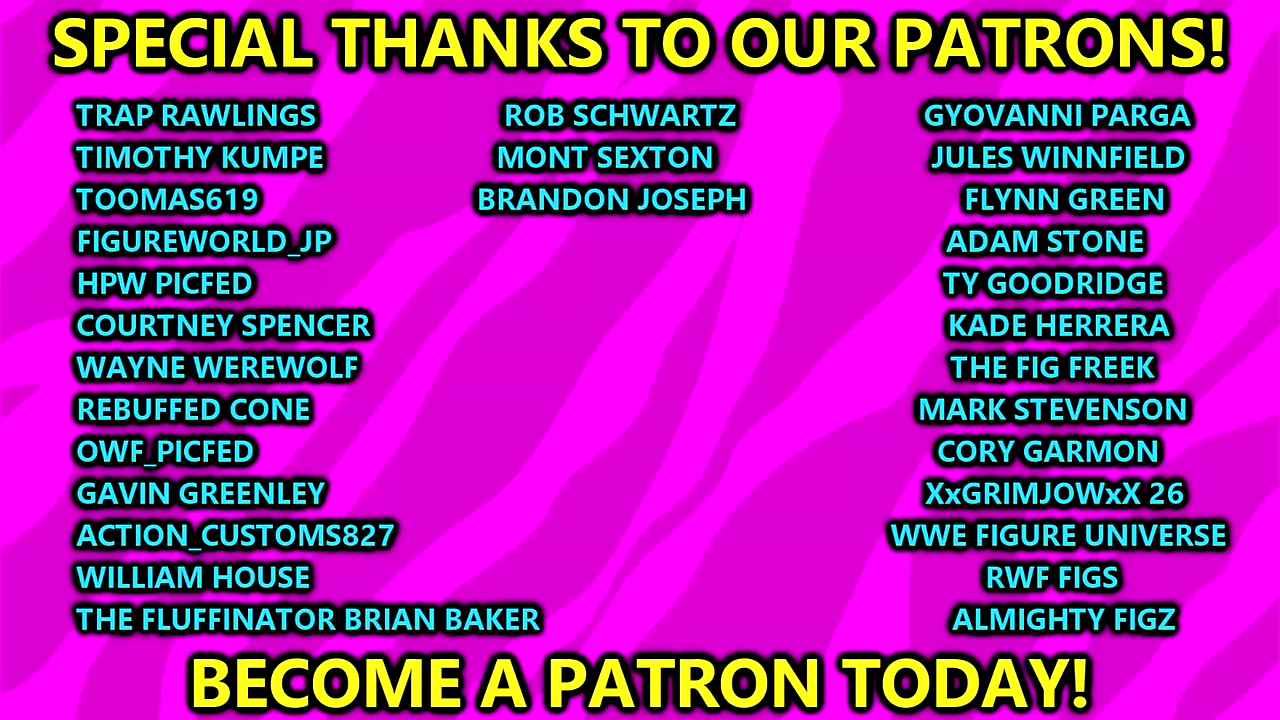 SPECIAL THANKS TO OUR PATRONS!
TRAP RAWLINGS
TIMOTHY KUMPE
TOOMAS619
FIGUREWORLD_JP
HPW PICFED
COURTNEY SPENCER
WAYNE WEREWOLF
REBUFFED CONE
OWF_PICFED
GAVIN GREENLEY
ACTION_CUSTOMS827
WILLIAM HOUSE
THE FLUFFINATOR BRIAN BAKER
ROB SCHWARTZ
MONT SEXTON
BRANDON JOSEPH
GYOVANNI PARGA
JULES WINNFIELD
FLYNN GREEN
ADAM STONE
TY GOODRIDGE
KADE HERRERA
THE FIG FREEK
MARK STEVENSON
CORY GARMON
XxGRIMJOWxX 26
WWE FIGURE UNIVERSE
RWF FIGS
ALMIGHTY FIGZ
BECOME A PATRON TODAY!